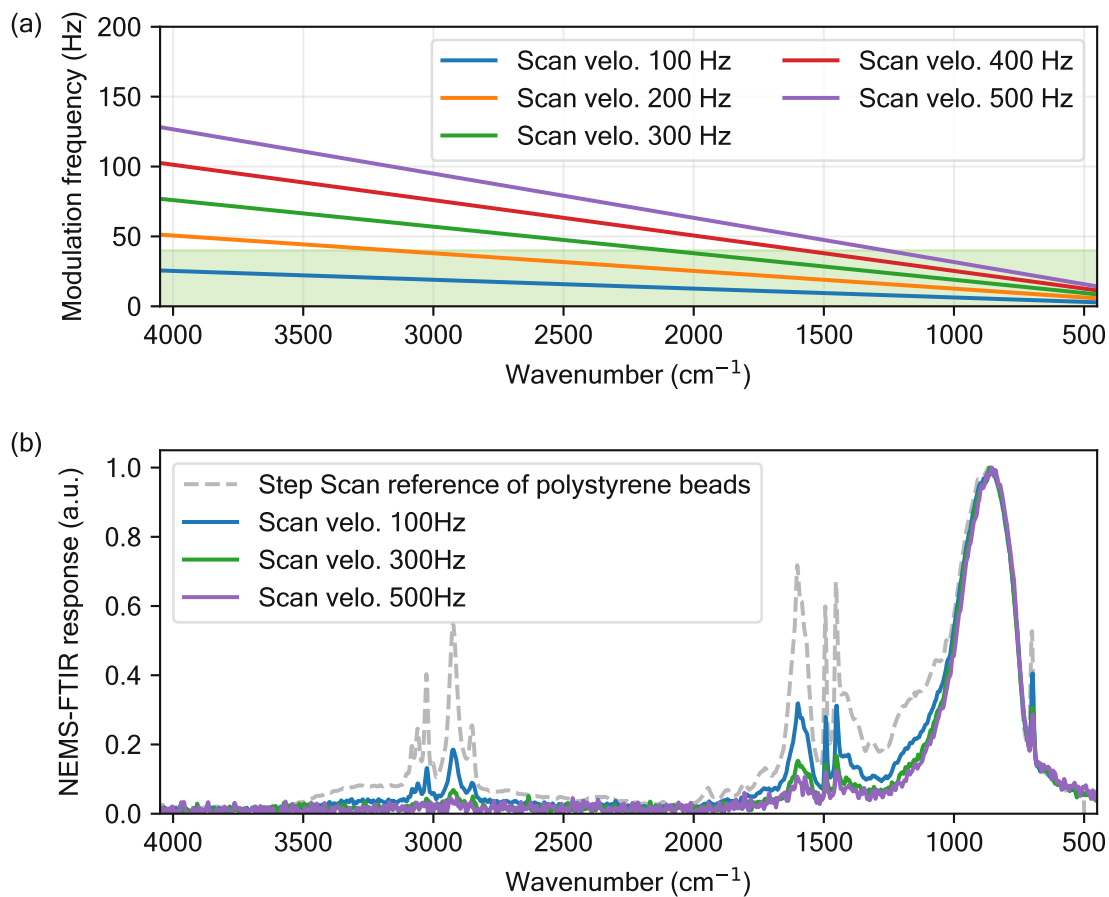 (a)
Modulation frequency (Hz)
200
150
100
50
0
Scan velo. 100 Hz
Scan velo. 200 Hz
Scan velo. 300 Hz
Scan velo. 400 Hz
Scan velo. 500 Hz
4000 3500 3000 2500 2000 1500 1000 500
Wavenumber (cm⁻¹)
(b)
NEMS-FTIR response (a.u.)
1.0
0.8
0.6
0.4
0.2
0.0
Step Scan reference of polystyrene beads
Scan velo. 100Hz
Scan velo. 300Hz
Scan velo. 500Hz
4000 3500 3000 2500 2000 1500 1000 500
Wavenumber (cm⁻¹)